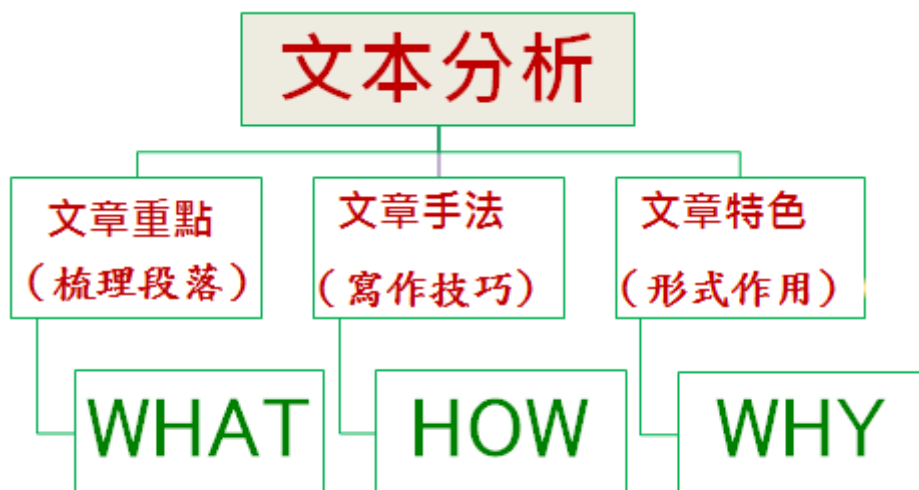 文本分析
文章重點
（梳理段落）
文章手法
（寫作技巧）
文章特色
（形式作用）
WHAT
HOW
WHY